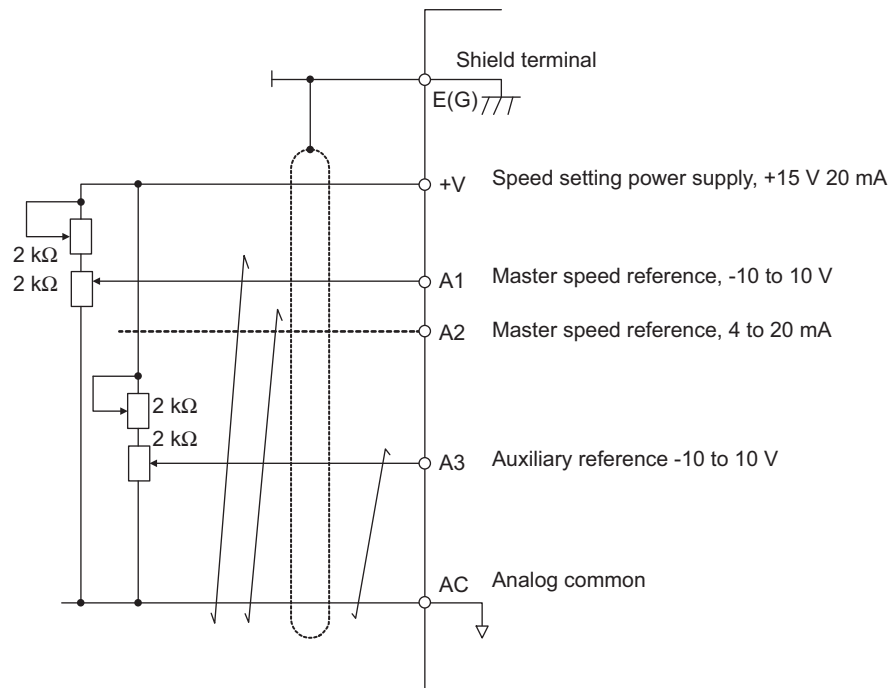 Shield terminal
E(G)
+V Speed setting power supply, +15 V 20 mA
2 kΩ
2 kΩ
A1 Master speed reference, -10 to 10 V
A2 Master speed reference, 4 to 20 mA
2 kΩ
2 kΩ
A3 Auxiliary reference -10 to 10 V
AC Analog common